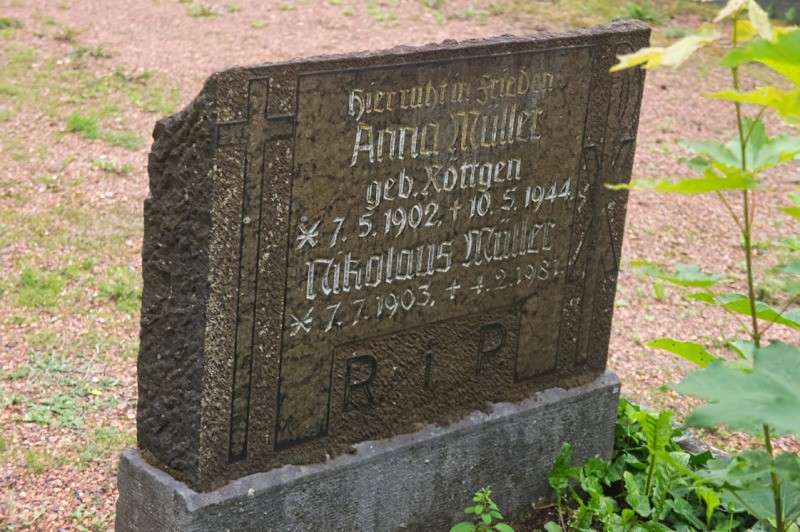 Hier ruht in Frieden
Anna Müller
geb. Röttgen
* 7. 5. 1902. + 10. 5. 1944.
Nikolaus Müller
* 7. 7. 1903. + 4. 2. 1981.
R I P